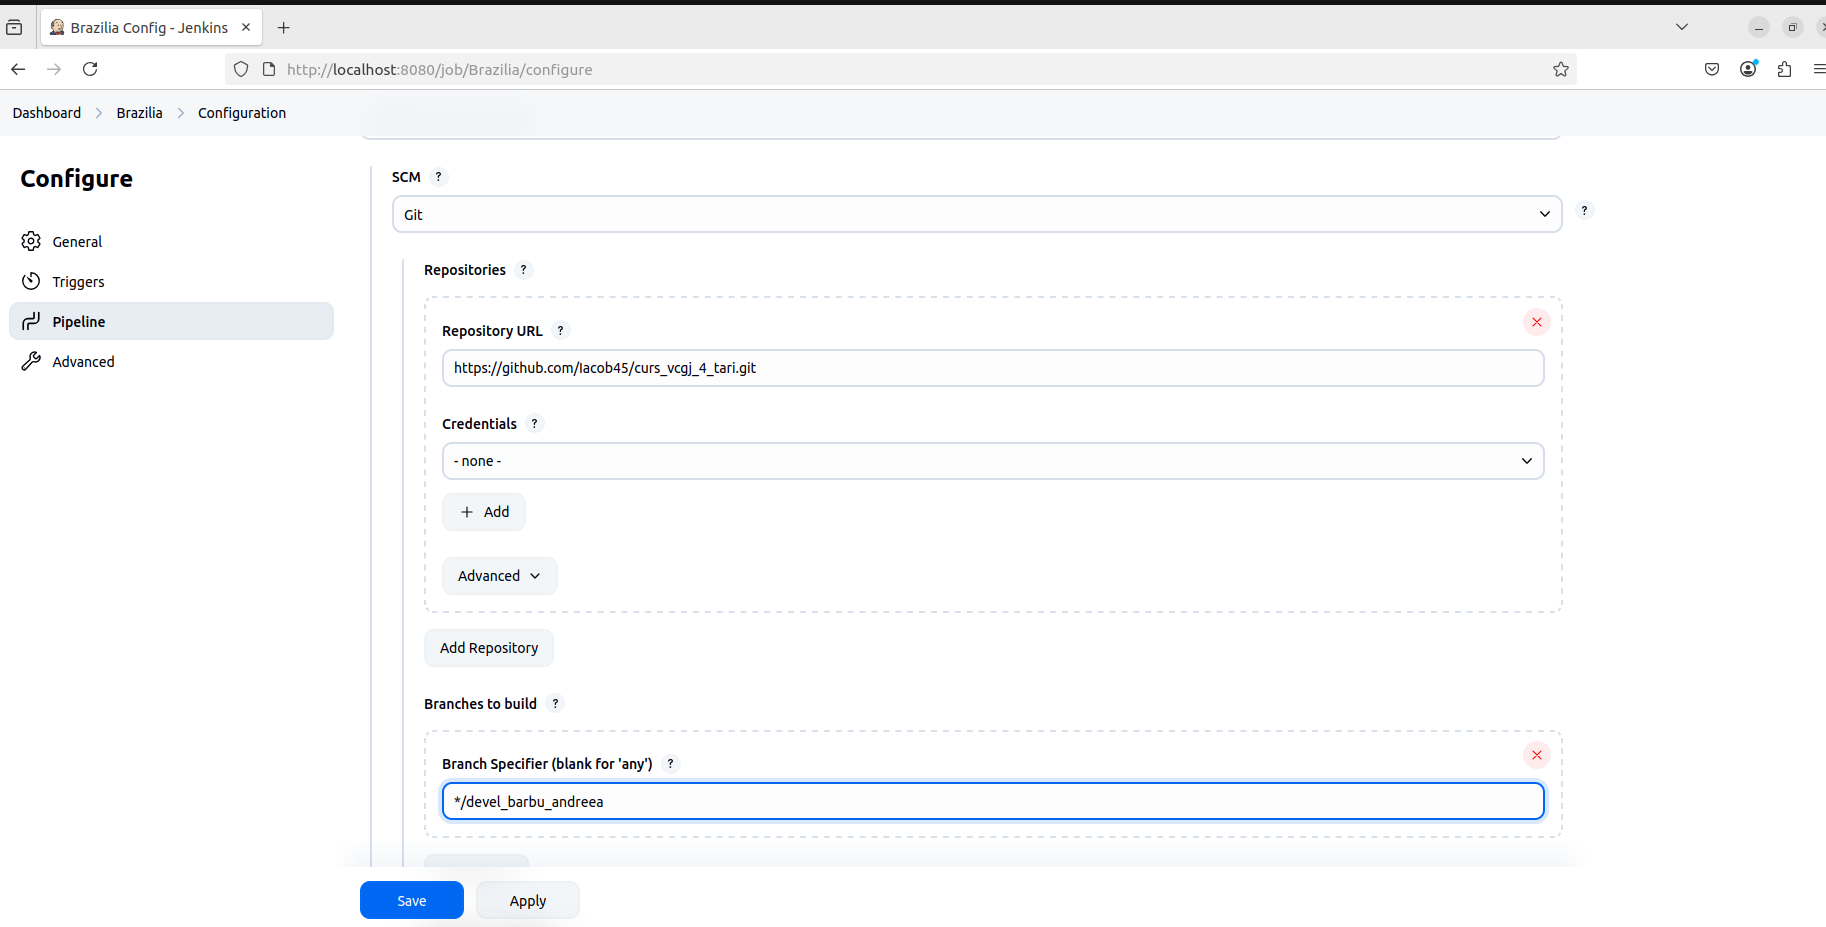 Brazilia Config - Jenkins
http://localhost:8080/job/Brazilia/configure
Dashboard > Brazilia > Configuration
Configure
General
Triggers
Pipeline
Advanced
SCM ?
Git
?
Repositories ?
Repository URL ?
https://github.com/Iacob45/curs_vcgj_4_tari.git
Credentials ?
- none -
+ Add
Advanced
Add Repository
Branches to build ?
Branch Specifier (blank for 'any') ?
*/devel_barbu_andreea
Save
Apply